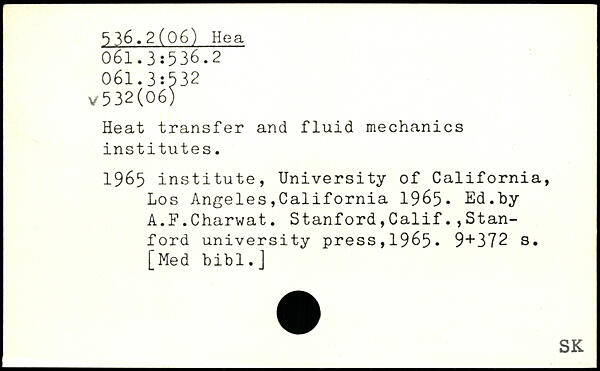 536.2(06) Hea
061.3:536.2
061.3:532
v532(06)
Heat transfer and fluid mechanics
institutes.
1965 institute, University of California,
Los Angeles,California 1965. Ed.by
A.F.Charwat. Stanford,Calif.,Stan-
ford university press,1965. 9+372 s.
[Med bibl.]
SK